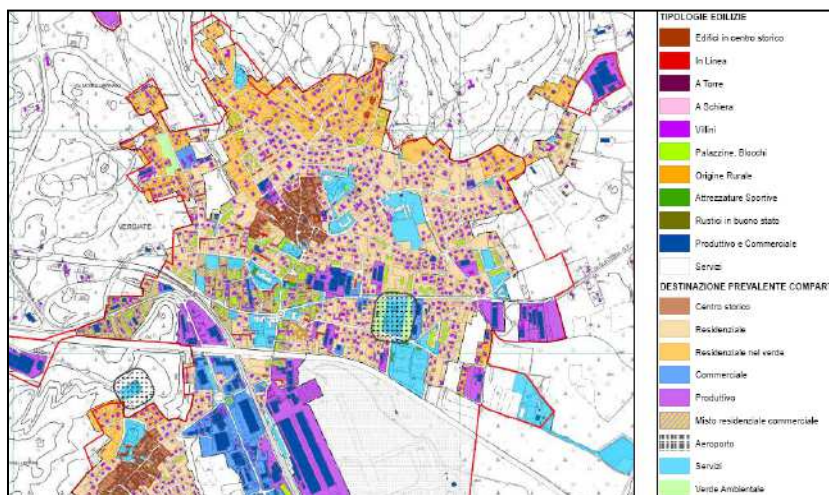 VERGIATE
TIPOLOGIE EDILIZIE
Edifici in centro storico
In Linea
A Torre
A Schiera
Villini
Palazzine, Blocchi
Origine Rurale
Attrezzature Sportive
Rustici in buono stato
Produttivo e Commerciale
Servizi
DESTINAZIONE PREVALENTE COMPART
Centro storico
Residenziale
Residenziale nel verde
Commerciale
Produttivo
Misto residenziale commerciale
Aeroporto
Servizi
Verde Ambientale